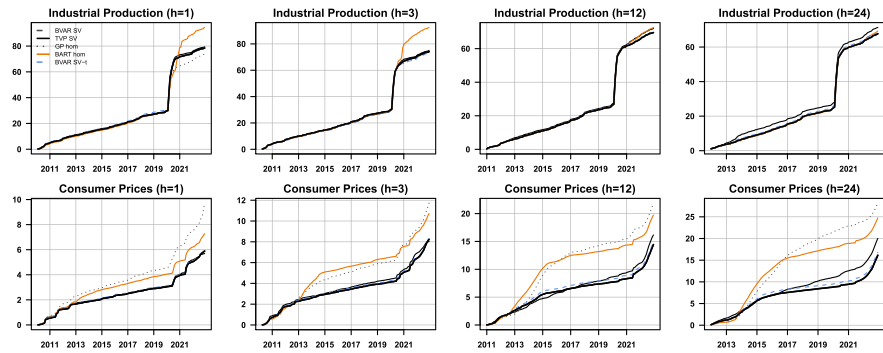 Industrial Production (h=1)
Industrial Production (h=3)
Industrial Production (h=12)
Industrial Production (h=24)
BVAR SV
TVP SV
GP hom
BART hom
BVAR SV-t
80
60
40
20
0
2011 2013 2015 2017 2019 2021
80
60
40
20
0
2011 2013 2015 2017 2019 2021
60
40
20
0
2011 2013 2015 2017 2019 2021
60
40
20
0
2013 2015 2017 2019 2021
Consumer Prices (h=1)
Consumer Prices (h=3)
Consumer Prices (h=12)
Consumer Prices (h=24)
10
8
6
4
2
0
2011 2013 2015 2017 2019 2021
12
10
8
6
4
2
0
2011 2013 2015 2017 2019 2021
20
15
10
5
0
2011 2013 2015 2017 2019 2021
25
20
15
10
5
0
2013 2015 2017 2019 2021